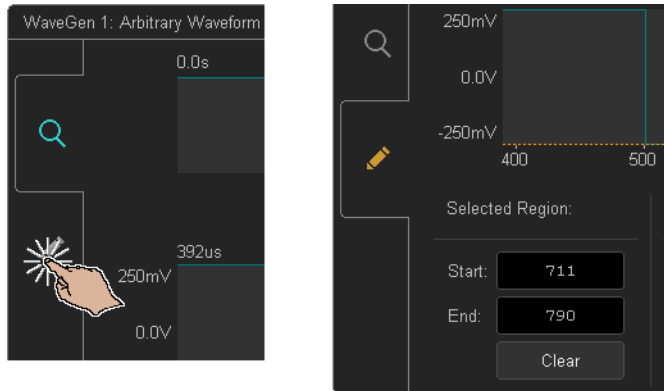 WaveGen 1: Arbitrary Waveform
0.0s
392us
250mV
0.0V
250mV
0.0V
-250mV
400 500
Selected Region:
Start: 711
End: 790
Clear